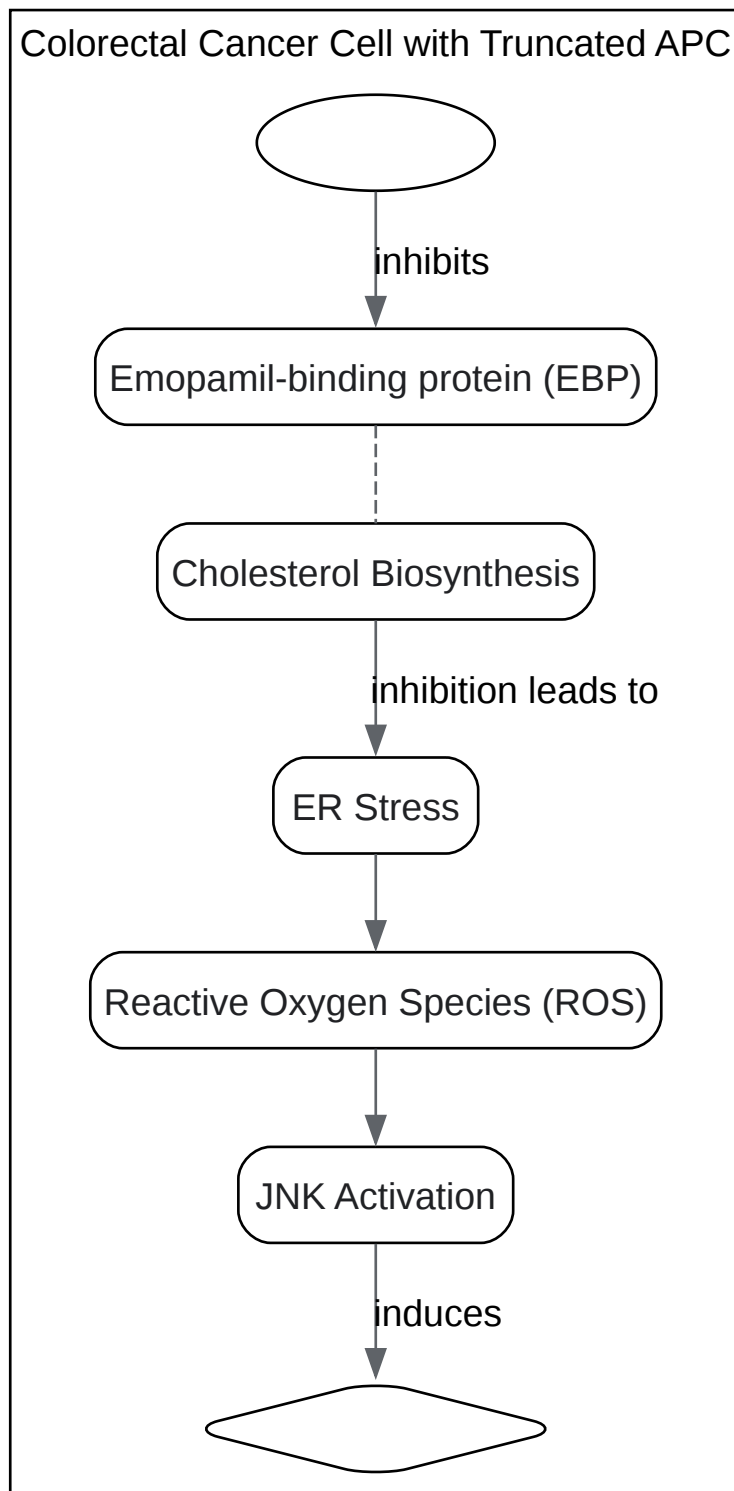 Colorectal Cancer Cell with Truncated APC
inhibits
Emopamil-binding protein (EBP)
Cholesterol Biosynthesis
inhibition leads to
ER Stress
Reactive Oxygen Species (ROS)
JNK Activation
induces